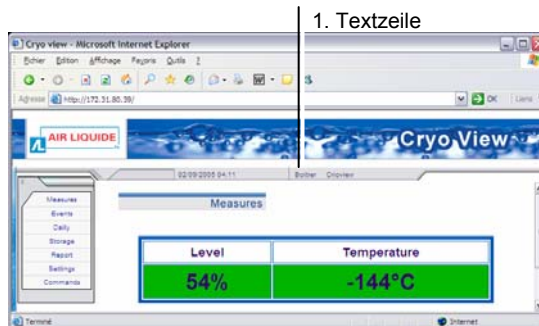 1. Textzeile
Cryo view - Microsoft Internet Explorer
Fichier Edition Affichage Favoris Outils ?
Adresse http://172.31.80.39/ OK Liens
AIR LIQUIDE
Cryo View
02/09/2005 04:11
Measures
Measures
Events
Daily
Storage
Report
Settings
Commands
Level Temperature
54% -144°C
Terminé Internet